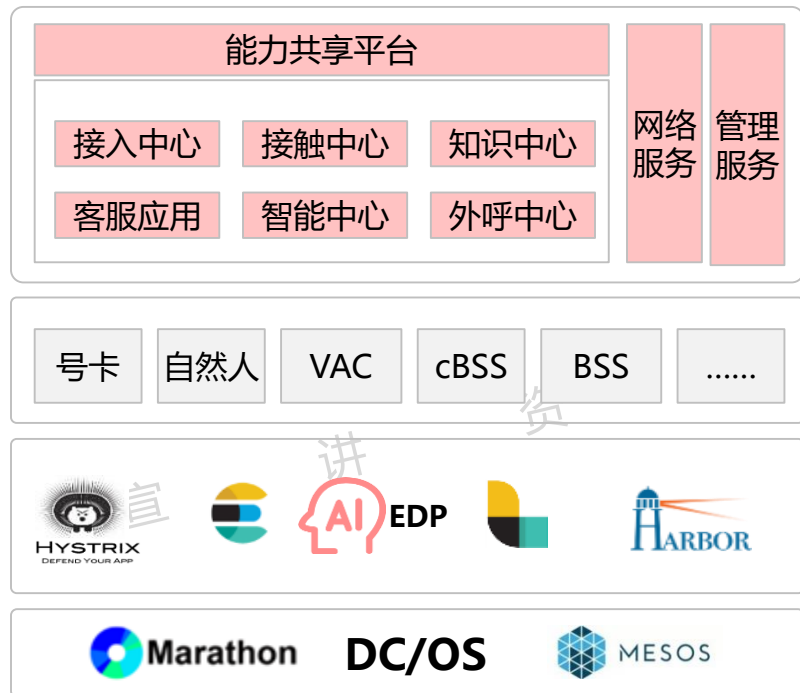 能力共享平台
接入中心
接触中心
知识中心
客服应用
智能中心
外呼中心
网络
服务
管理
服务
号卡
自然人
VAC
cBSS
BSS
......
宣 讲 资
HYSTRIX
DEFEND YOUR APP
AI
EDP
HARBOR
Marathon
DC/OS
MESOS